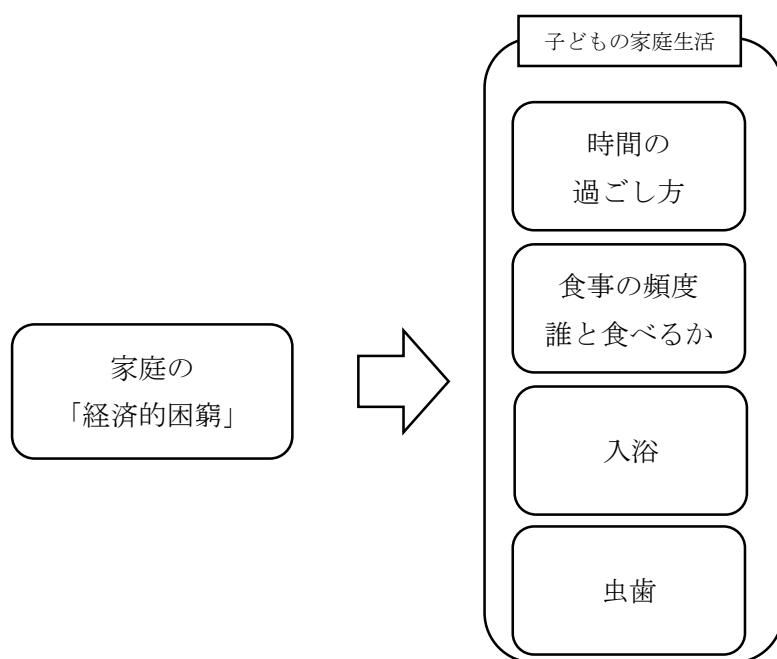 子どもの家庭生活
時間の
過ごし方
食事の頻度
誰と食べるか
家庭の
「経済的困窮」
入浴
虫歯